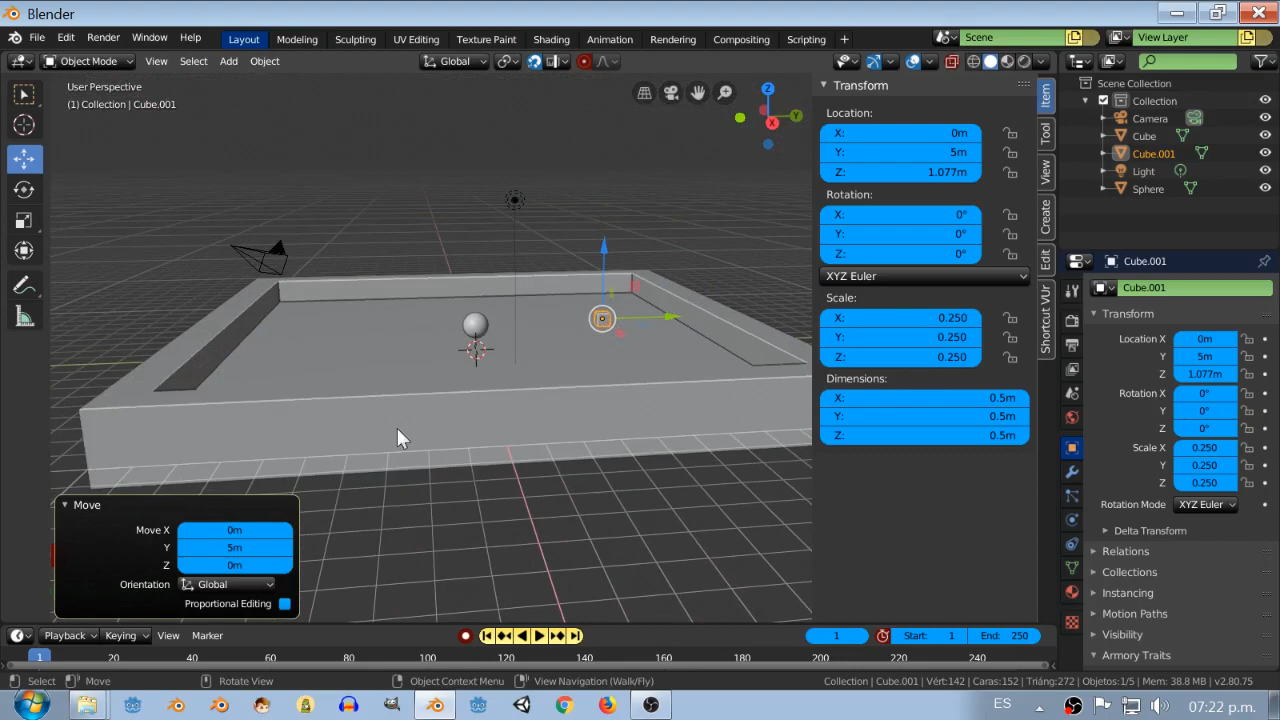 Blender
File Edit Render Window Help Layout Modeling Sculpting UV Editing Texture Paint Shading Animation Rendering Compositing Scripting + Scene View Layer
Object Mode View Select Add Object Global
User Perspective
(1) Collection | Cube.001
Z
Y
X
Transform
Location:
X: 0m
Y: 5m
Z: 1.077m
Rotation:
X: 0°
Y: 0°
Z: 0°
XYZ Euler
Scale:
X: 0.250
Y: 0.250
Z: 0.250
Dimensions:
X: 0.5m
Y: 0.5m
Z: 0.5m
Item
Tool
View
Create
Edit
Shortcut VUr
Scene Collection
Collection
Camera
Cube
Cube.001
Light
Sphere
Cube.001
Cube.001
Transform
Location X 0m
Y 5m
Z 1.077m
Rotation X 0°
Y 0°
Z 0°
Scale X 0.250
Y 0.250
Z 0.250
Rotation Mode XYZ Euler
Delta Transform
Relations
Collections
Instancing
Motion Paths
Visibility
Armory Traits
Move
Move X 0m
Y 5m
Z 0m
Orientation Global
Proportional Editing
Playback Keying View Marker 1 Start: 1 End: 250
1 20 40 60 80 100 120 140 160 180 200 220 240
Select Move Rotate View Object Context Menu View Navigation (Walk/Fly) Collection | Cube.001 | Vért:142 | Caras:152 | Triáng:272 | Objetos:1/5 | Mem: 38.8 MB | v2.80.75
ES 07:22 p.m.